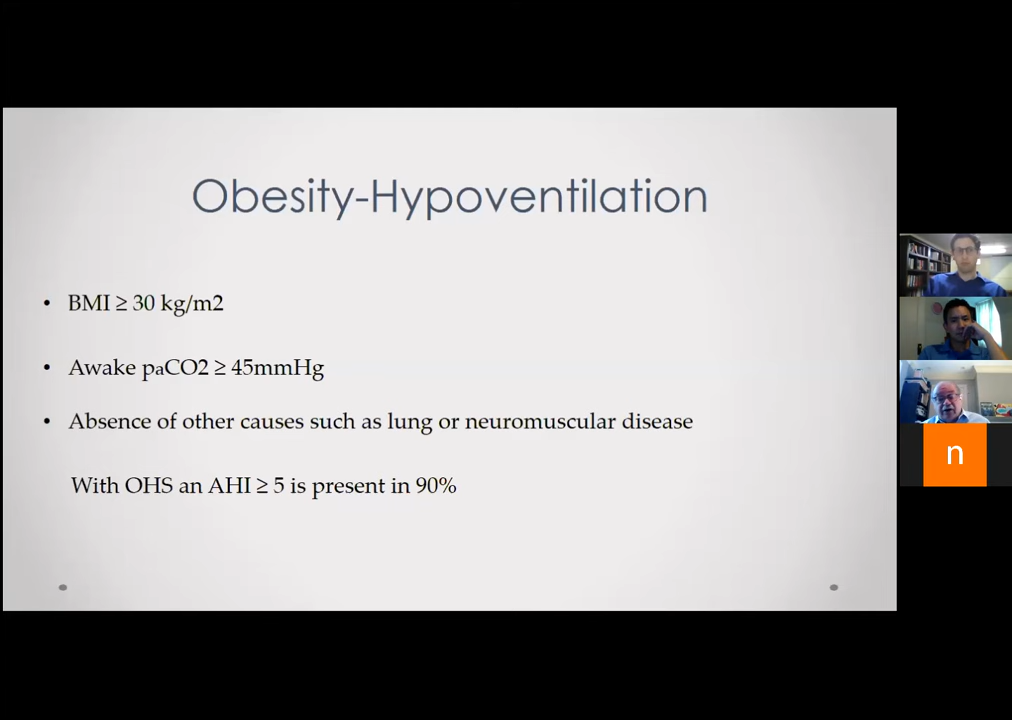 Obesity-Hypoventilation
• BMI ≥ 30 kg/m2
• Awake paCO2 ≥ 45mmHg
• Absence of other causes such as lung or neuromuscular disease
With OHS an AHI ≥ 5 is present in 90%
n